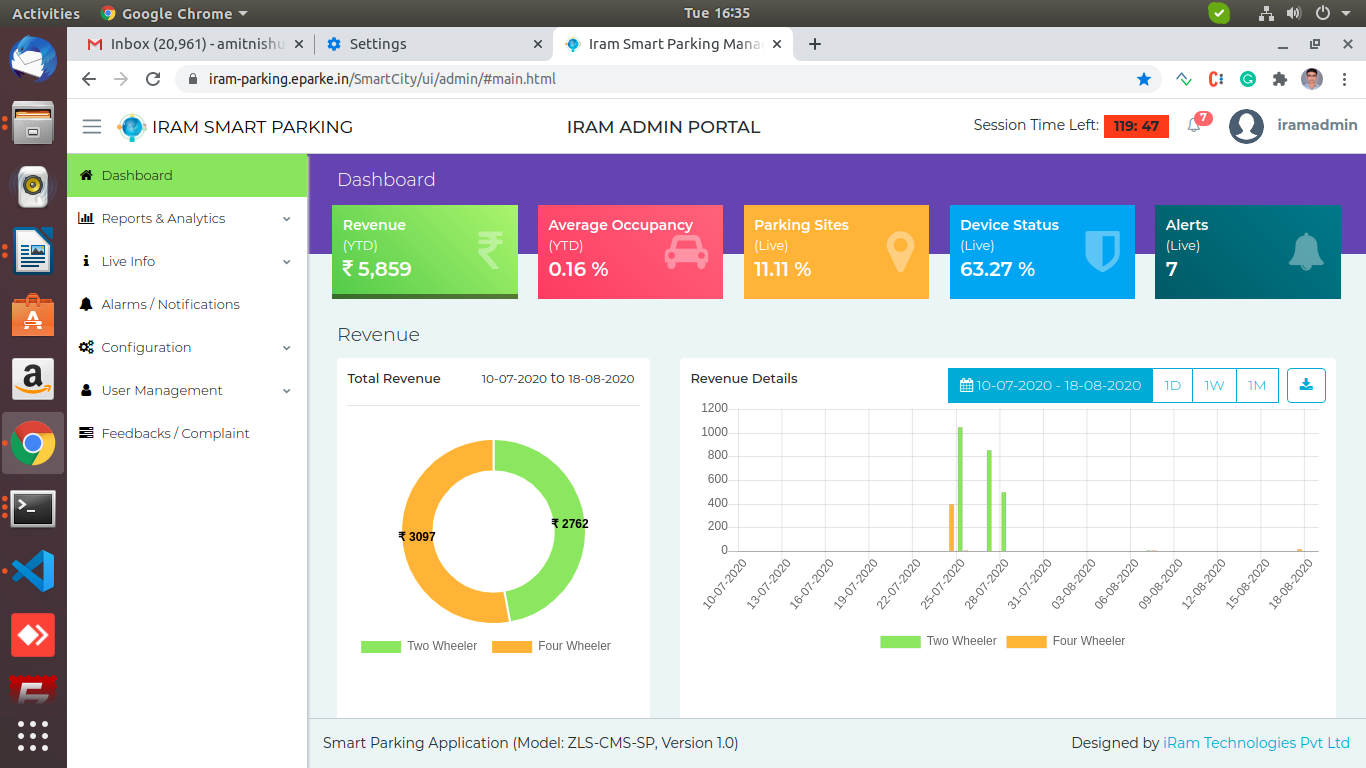 Activities Google Chrome Tue 16:35
Inbox (20,961) - amitnishu Settings Iram Smart Parking Mana
iram-parking.eparke.in/SmartCity/ui/admin/#main.html
IRAM SMART PARKING IRAM ADMIN PORTAL Session Time Left: 119: 47 7 iramadmin
Dashboard
Reports & Analytics
Live Info
Alarms / Notifications
Configuration
User Management
Feedbacks / Complaint
Dashboard
Revenue
(YTD)
₹ 5,859
Average Occupancy
(YTD)
0.16 %
Parking Sites
(Live)
11.11 %
Device Status
(Live)
63.27 %
Alerts
(Live)
7
Revenue
Total Revenue 10-07-2020 to 18-08-2020
₹ 2762
₹ 3097
Two Wheeler Four Wheeler
Revenue Details 10-07-2020 - 18-08-2020 1D 1W 1M
1200
1000
800
600
400
200
0
10-07-2020 13-07-2020 16-07-2020 19-07-2020 22-07-2020 25-07-2020 28-07-2020 31-07-2020 03-08-2020 06-08-2020 09-08-2020 12-08-2020 15-08-2020 18-08-2020
Two Wheeler Four Wheeler
Smart Parking Application (Model: ZLS-CMS-SP, Version 1.0) Designed by iRam Technologies Pvt Ltd